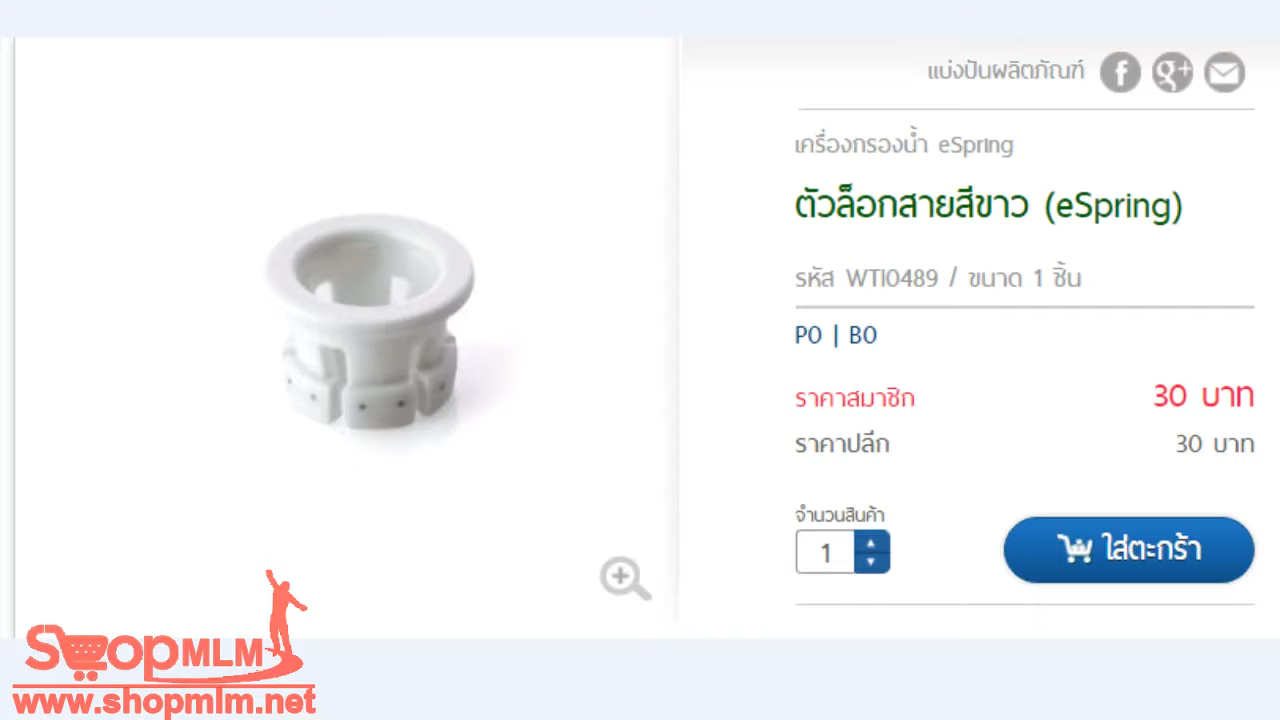 แบ่งปันผลิตภัณฑ์
เครื่องกรองน้ำ eSpring
ตัวล็อกสายสีขาว (eSpring)
รหัส WTI0489 / ขนาด 1 ชิ้น
P0 | B0
ราคาสมาชิก 30 บาท
ราคาปลีก 30 บาท
จำนวนสินค้า
1
ใส่ตะกร้า
ShopMLM
www.shopmlm.net